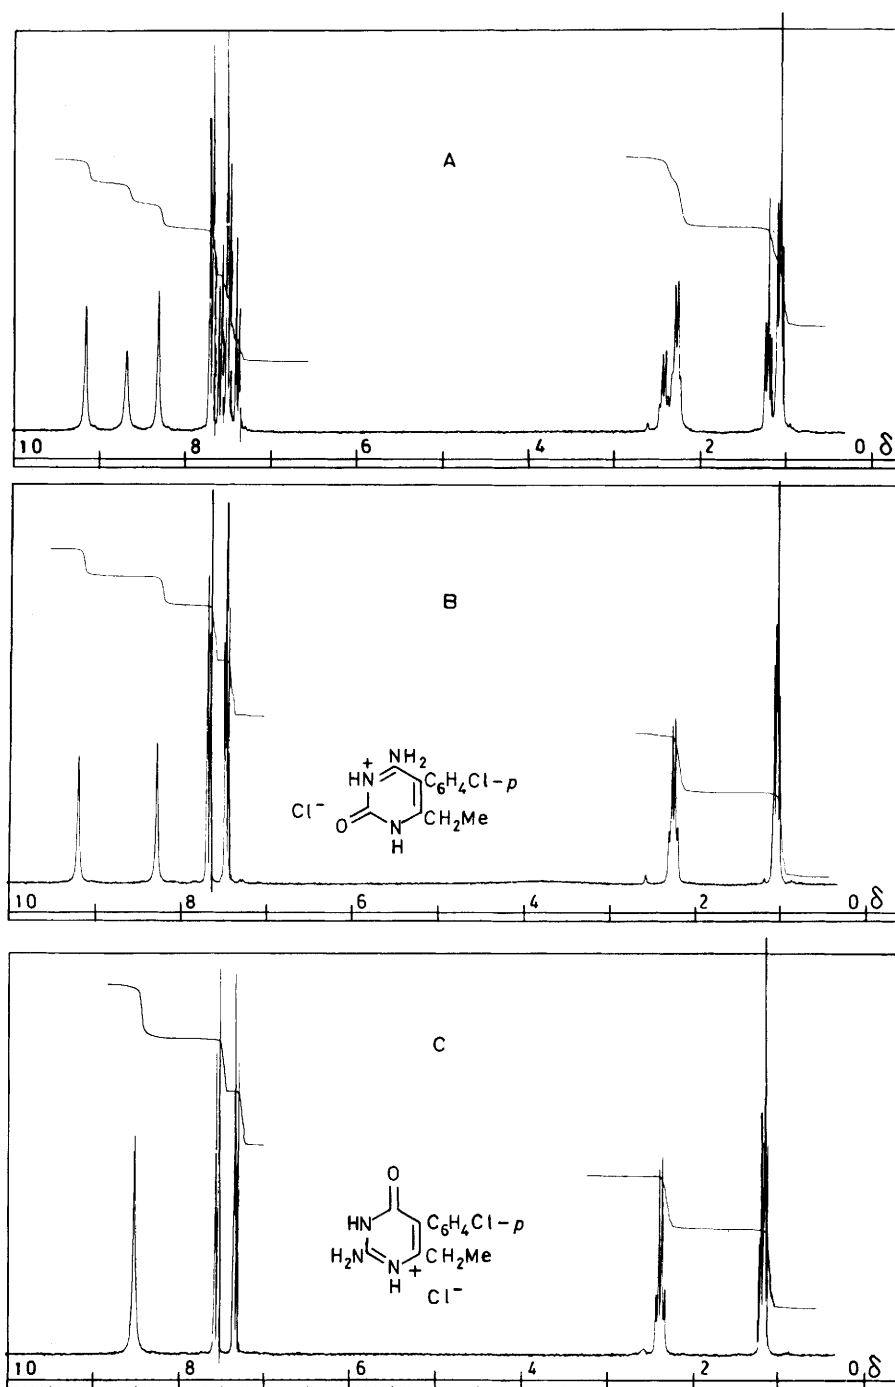 A
10 8 6 4 2 0 δ
B
NH₂
+
HN C₆H₄Cl-p
Cl⁻
O N CH₂Me
H
10 8 6 4 2 0 δ
C
O
HN C₆H₄Cl-p
H₂N N CH₂Me
H +
Cl⁻
10 8 6 4 2 0 δ